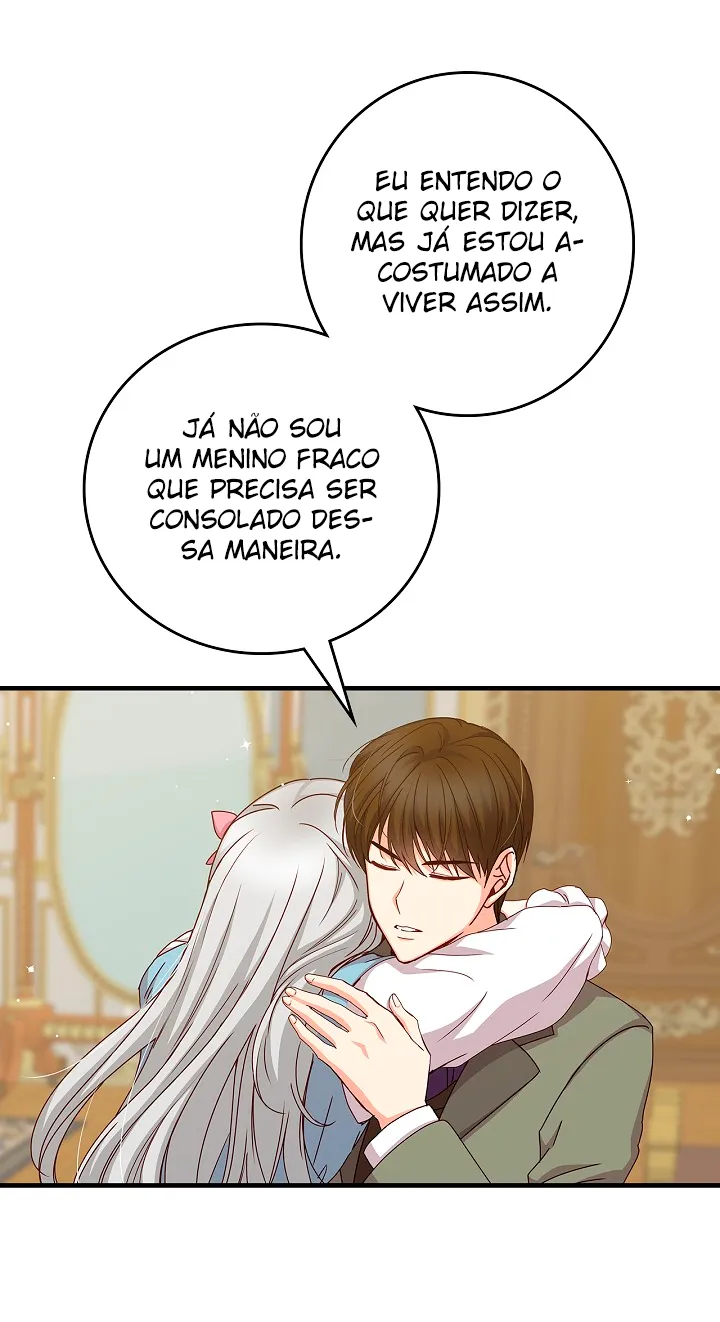 EU ENTENDO O
QUE QUER DIZER,
MAS JÁ ESTOU A-
COSTUMADO A
VIVER ASSIM.
JÁ NÃO SOU
UM MENINO FRACO
QUE PRECISA SER
CONSOLADO DES-
SA MANEIRA.